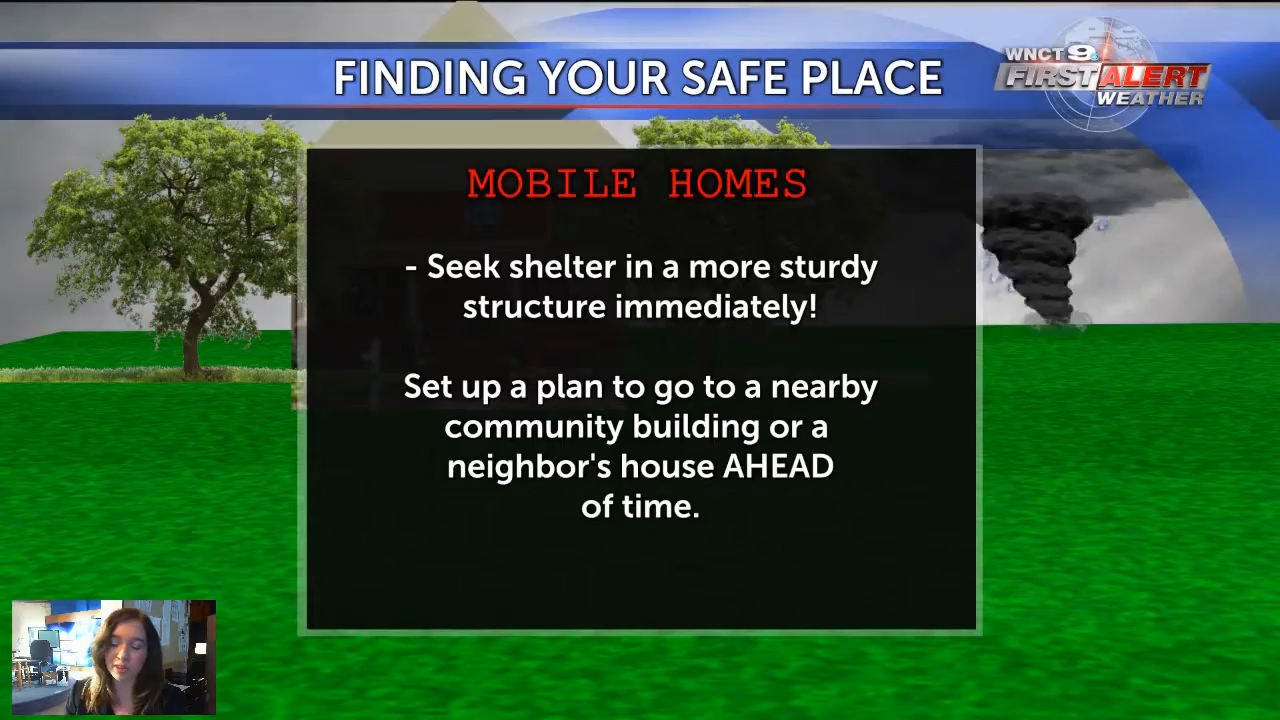 FINDING YOUR SAFE PLACE
WNCT 9
FIRST ALERT
WEATHER
MOBILE HOMES
- Seek shelter in a more sturdy
structure immediately!
Set up a plan to go to a nearby
community building or a
neighbor's house AHEAD
of time.